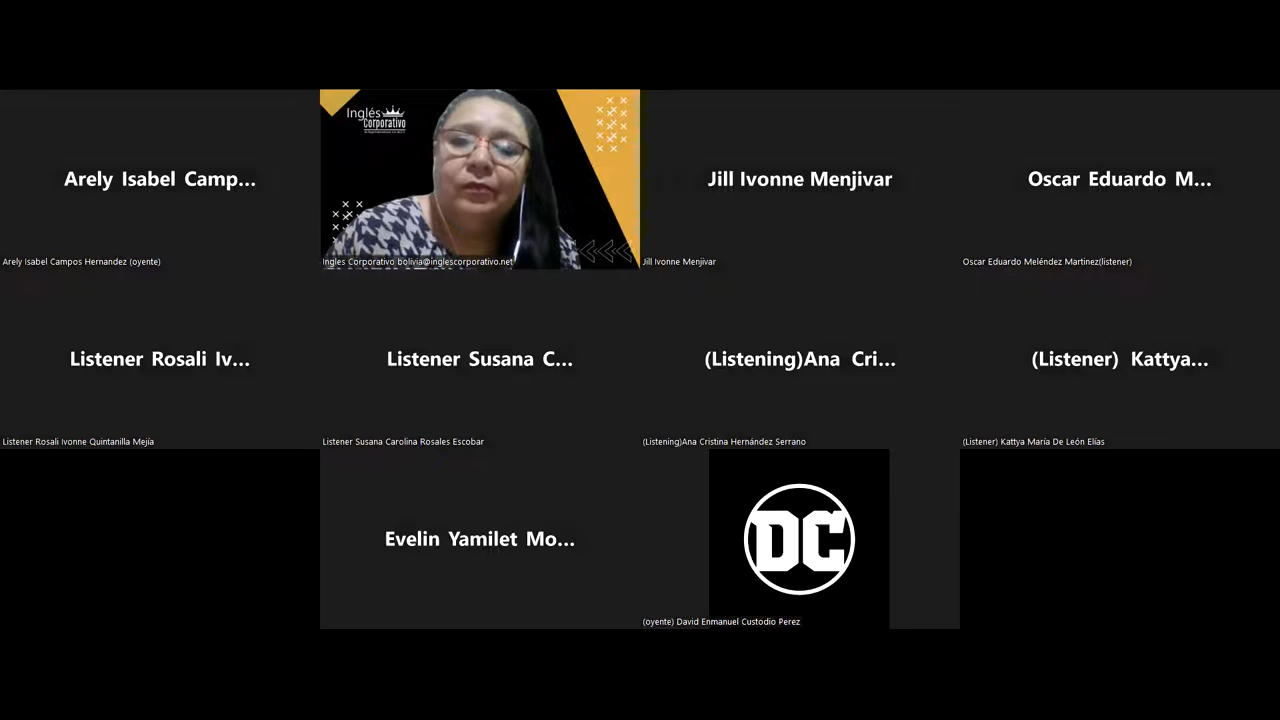 Arely Isabel Camp...
Arely Isabel Campos Hernandez (oyente)
Inglés
Corporativo
Ingles Corporativo bolivia@inglescorporativo.net
Jill Ivonne Menjivar
Jill Ivonne Menjivar
Oscar Eduardo M...
Oscar Eduardo Meléndez Martinez(listener)
Listener Rosali Iv...
Listener Rosali Ivonne Quintanilla Mejía
Listener Susana C...
Listener Susana Carolina Rosales Escobar
(Listening)Ana Cri...
(Listening)Ana Cristina Hernández Serrano
(Listener) Kattya...
(Listener) Kattya María De León Elías
Evelin Yamilet Mo...
DC
(oyente) David Enmanuel Custodio Perez